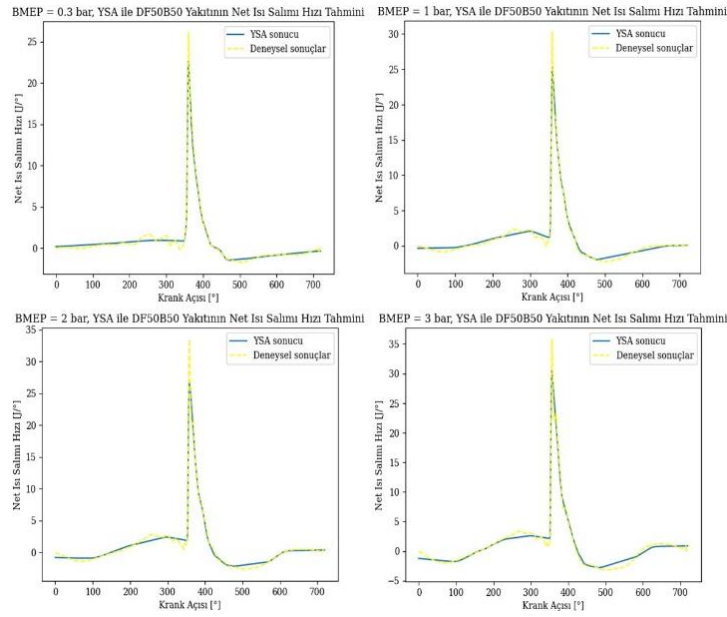 BMEP = 0.3 bar, YSA ile DF50B50 Yakıtının Net Isı Salımı Hızı Tahmini
YSA sonucu
Deneysel sonuçlar
Net Isı Salımı Hızı [J/°]
25
20
15
10
5
0
0 100 200 300 400 500 600 700
Krank Açısı [°]
BMEP = 1 bar, YSA ile DF50B50 Yakıtının Net Isı Salımı Hızı Tahmini
YSA sonucu
Deneysel sonuçlar
Net Isı Salımı Hızı [J/°]
30
25
20
15
10
5
0
0 100 200 300 400 500 600 700
Krank Açısı [°]
BMEP = 2 bar, YSA ile DF50B50 Yakıtının Net Isı Salımı Hızı Tahmini
YSA sonucu
Deneysel sonuçlar
Net Isı Salımı Hızı [J/°]
35
30
25
20
15
10
5
0
0 100 200 300 400 500 600 700
Krank Açısı [°]
BMEP = 3 bar, YSA ile DF50B50 Yakıtının Net Isı Salımı Hızı Tahmini
YSA sonucu
Deneysel sonuçlar
Net Isı Salımı Hızı [J/°]
35
30
25
20
15
10
5
0
−5
0 100 200 300 400 500 600 700
Krank Açısı [°]